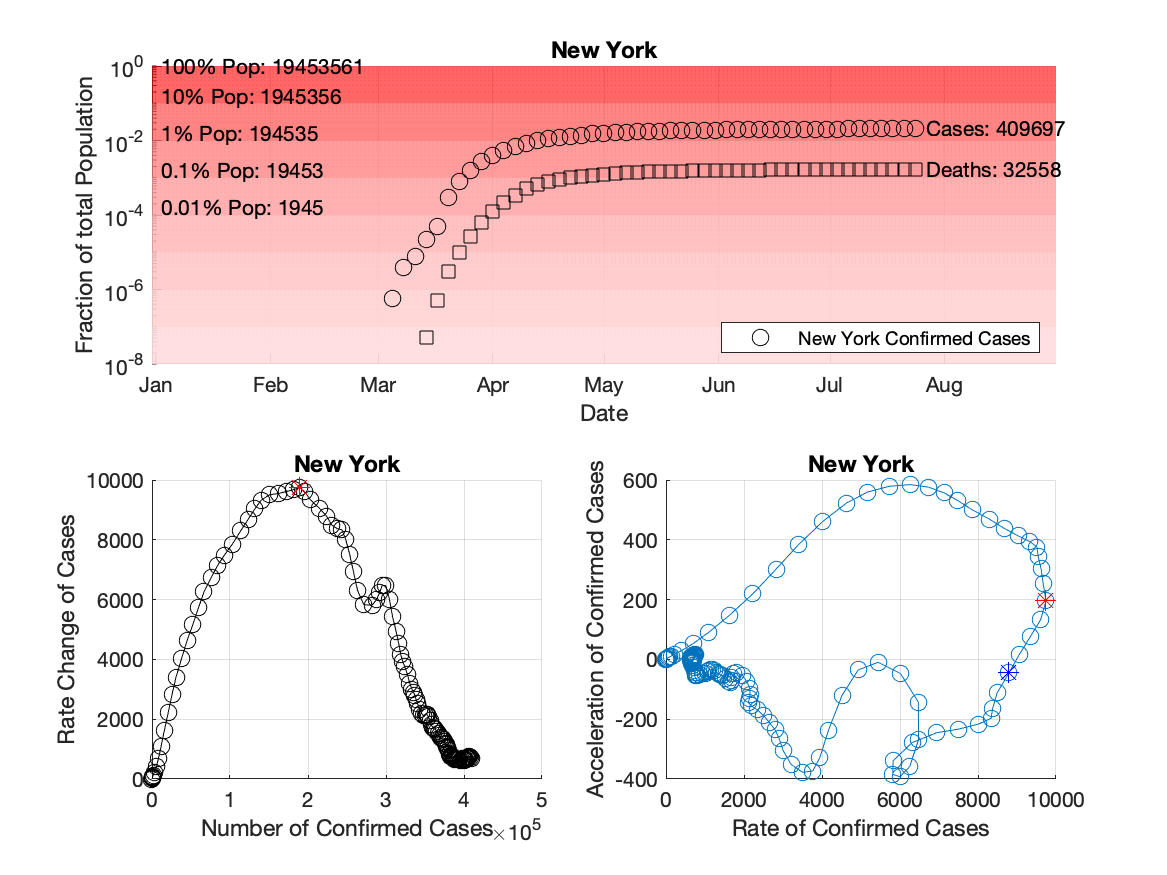 New York
Fraction of total Population
10^0
10^-2
10^-4
10^-6
10^-8
100% Pop: 19453561
10% Pop: 1945356
1% Pop: 194535
0.1% Pop: 19453
0.01% Pop: 1945
Cases: 409697
Deaths: 32558
New York Confirmed Cases
Jan Feb Mar Apr May Jun Jul Aug
Date
New York
Rate Change of Cases
10000
8000
6000
4000
2000
0
0 1 2 3 4 5
Number of Confirmed Cases ×10^5
New York
Acceleration of Confirmed Cases
600
400
200
0
-200
-400
0 2000 4000 6000 8000 10000
Rate of Confirmed Cases